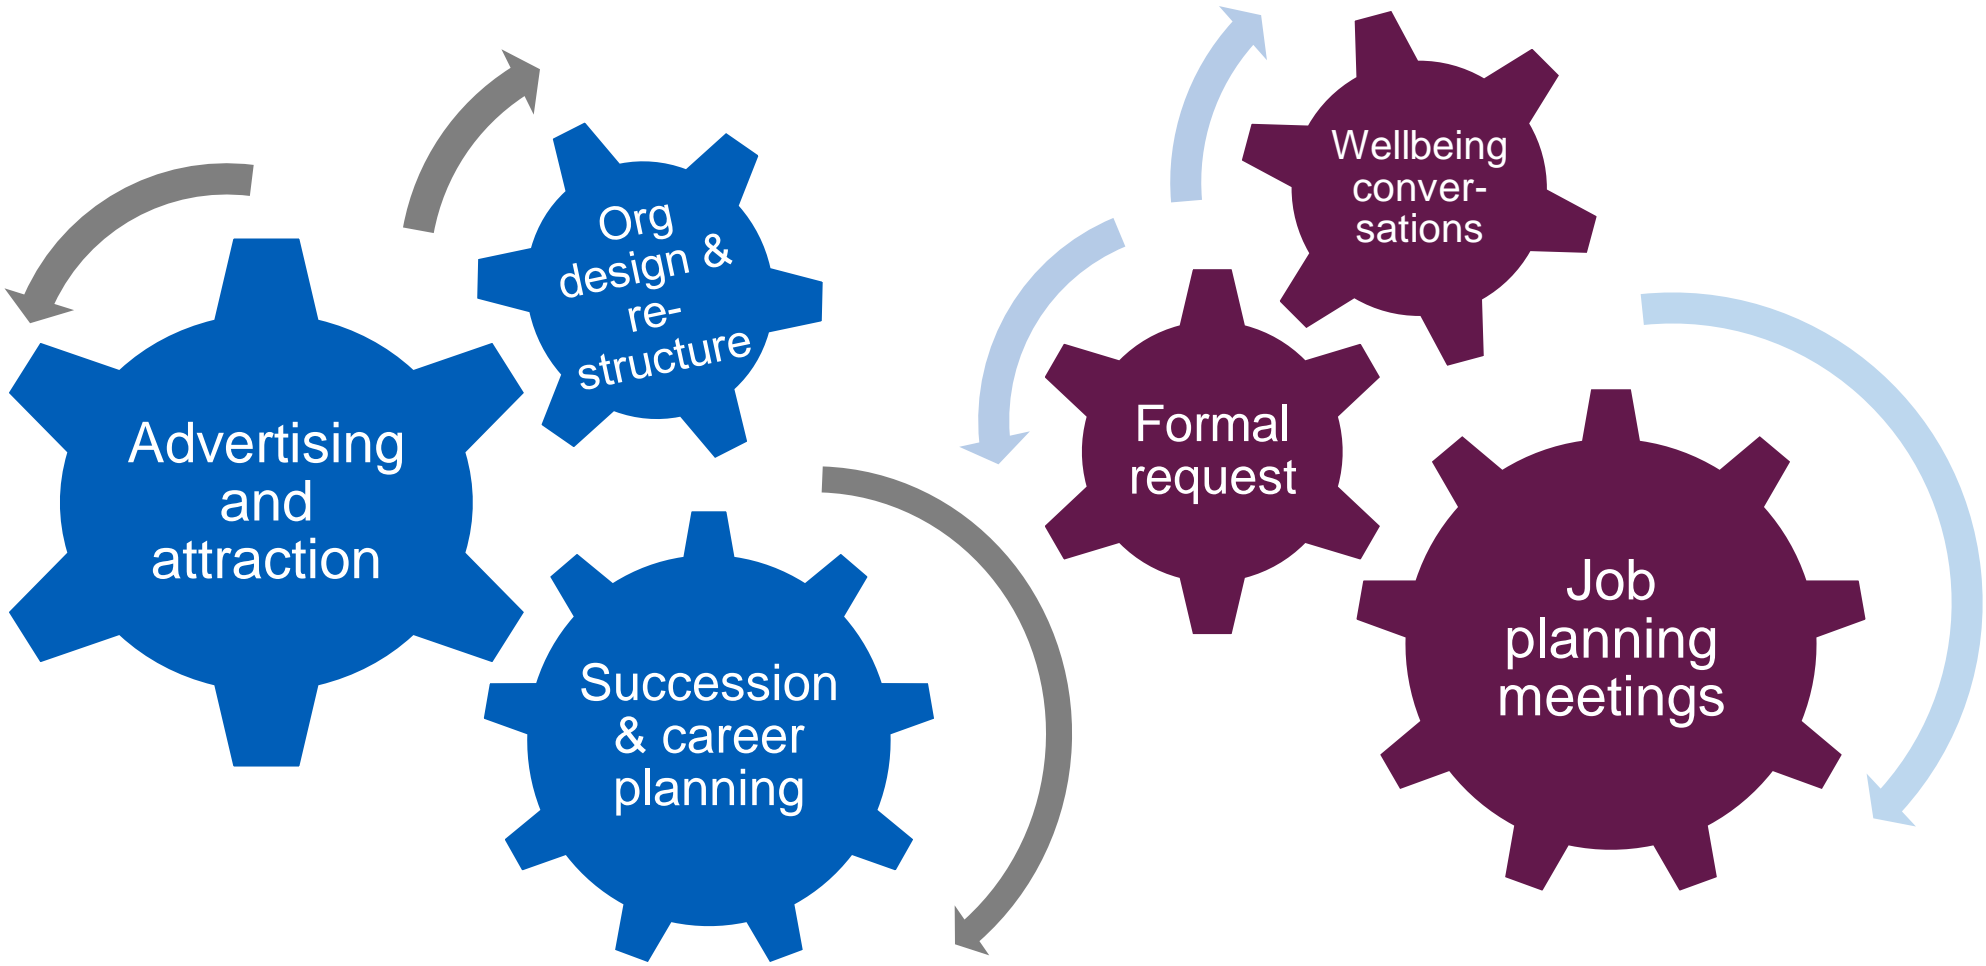 Org
design &
re-
structure
Advertising
and
attraction
Succession
& career
planning
Wellbeing
conver-
sations
Formal
request
Job
planning
meetings